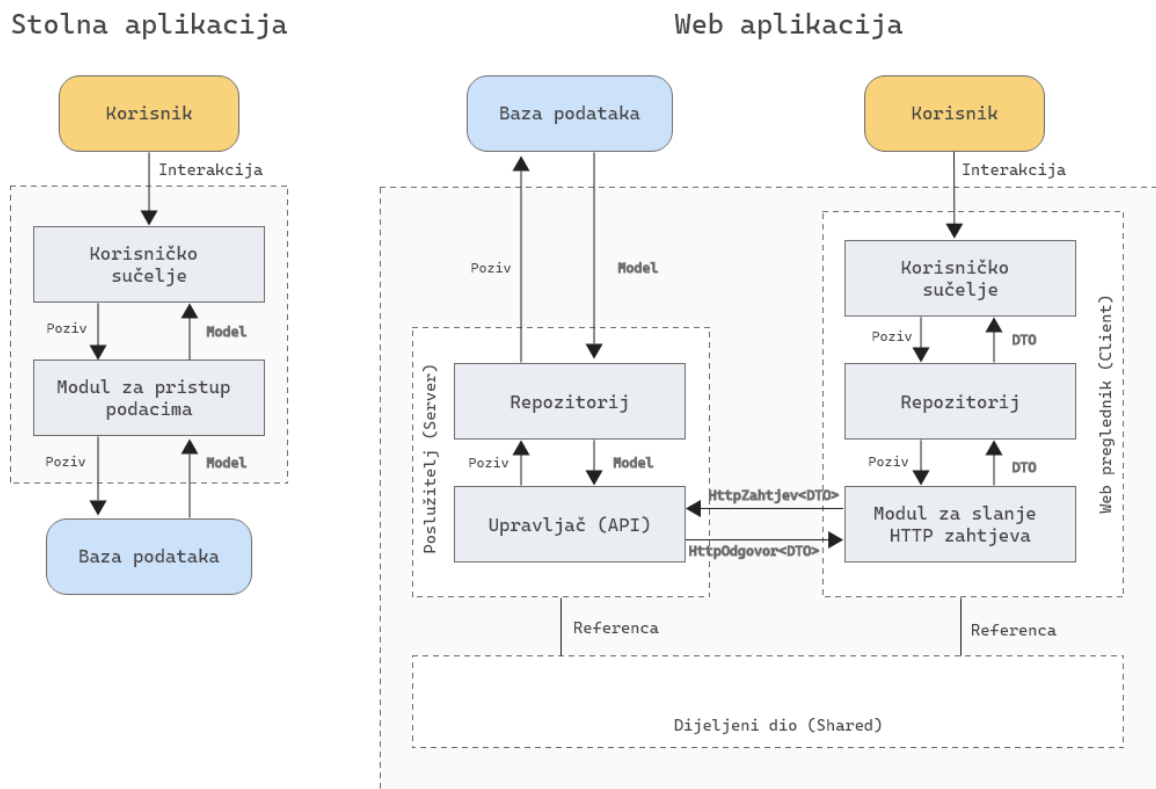 Stolna aplikacija
Korisnik
Interakcija
Korisničko
sučelje
Poziv
Model
Modul za pristup
podacima
Poziv
Model
Baza podataka
Web aplikacija
Baza podataka
Korisnik
Interakcija
Poziv
Model
Poslužitelj (Server)
Repozitorij
Poziv
Model
Upravljač (API)
HttpZahtjev<DTO>
HttpOdgovor<DTO>
Web preglednik (Client)
Korisničko
sučelje
Poziv
DTO
Repozitorij
Poziv
DTO
Modul za slanje
HTTP zahtjeva
Referenca
Referenca
Dijeljeni dio (Shared)